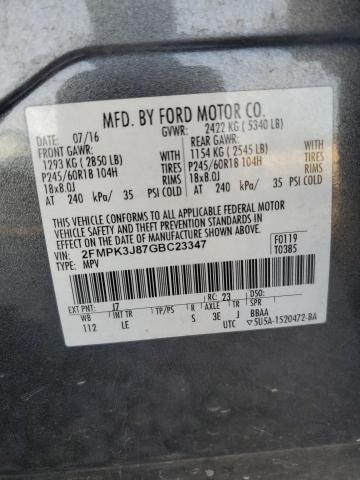 MFD. BY FORD MOTOR CO.
07/16 GVWR: 2422 KG ( 5340 LB)
FRONT GAWR: REAR GAWR:
1293 KG ( 2850 LB) 1154 KG ( 2545 LB)
P245/60R18 104H TIRES P245/60R18 104H TIRES
18x8.0J RIMS 18x8.0J RIMS
AT 240 kPa/ 35 PSI COLD AT 240 kPa/ 35 PSI COLD
THIS VEHICLE CONFORMS TO ALL APPLICABLE FEDERAL MOTOR
VEHICLE SAFETY AND THEFT PREVENTION STANDARDS IN EFFECT
ON THE DATE OF MANUFACTURE SHOWN ABOVE.
VIN: 2FMPK3J87GBC23347 F0119
TYPE: MPV T0385
EXT PNT: J7 RC: 23 DSO:
WB INT TR R AXLE TR SPR
112 LE S 3E J BBAA
UTC 5U5A-1520472-BA